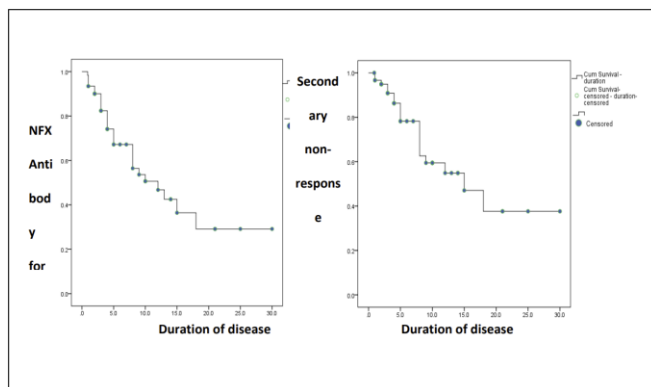 NFX
Anti
bod
y
for
1.0
0.8
0.6
0.4
0.2
0.0
.0 5.0 10.0 15.0 20.0 25.0 30.0
Duration of disease
Second
ary
non-
respons
e
1.0
0.8
0.6
0.4
0.2
0.0
.0 5.0 10.0 15.0 20.0 25.0 30.0
Duration of disease
Cum Survival -
duration
Cum Survival-
censored - duration-
censored
Censored